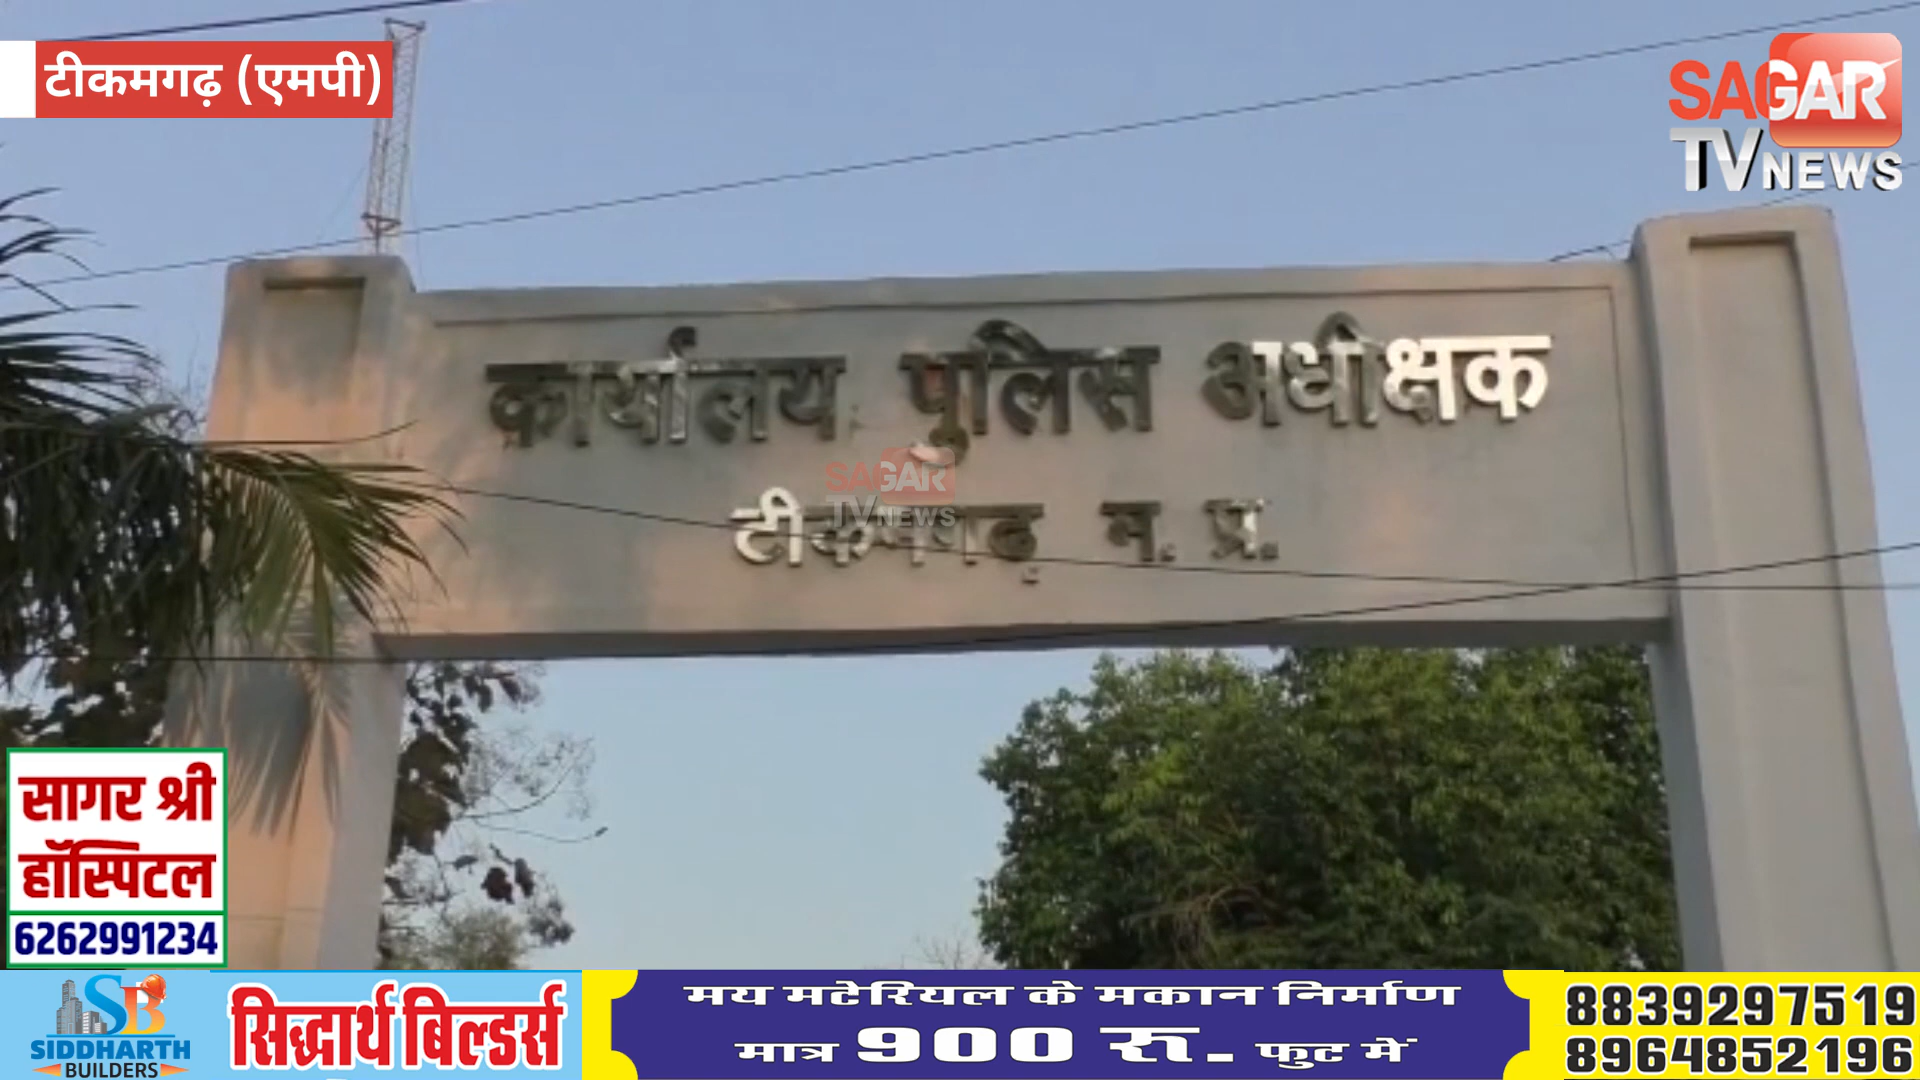 टीकमगढ़ (एमपी)
SAGAR
TV NEWS
कार्यालय पुलिस अधीक्षक
SAGAR
TV NEWS
टीकमगढ़ म. प्र.
सागर श्री
हॉस्पिटल
6262991234
SB
SIDDHARTH
BUILDERS
सिद्धार्थ बिल्डर्स
मय मटेरियल के मकान निर्माण
मात्र 900 रु. फुट में
8839297519
8964852196